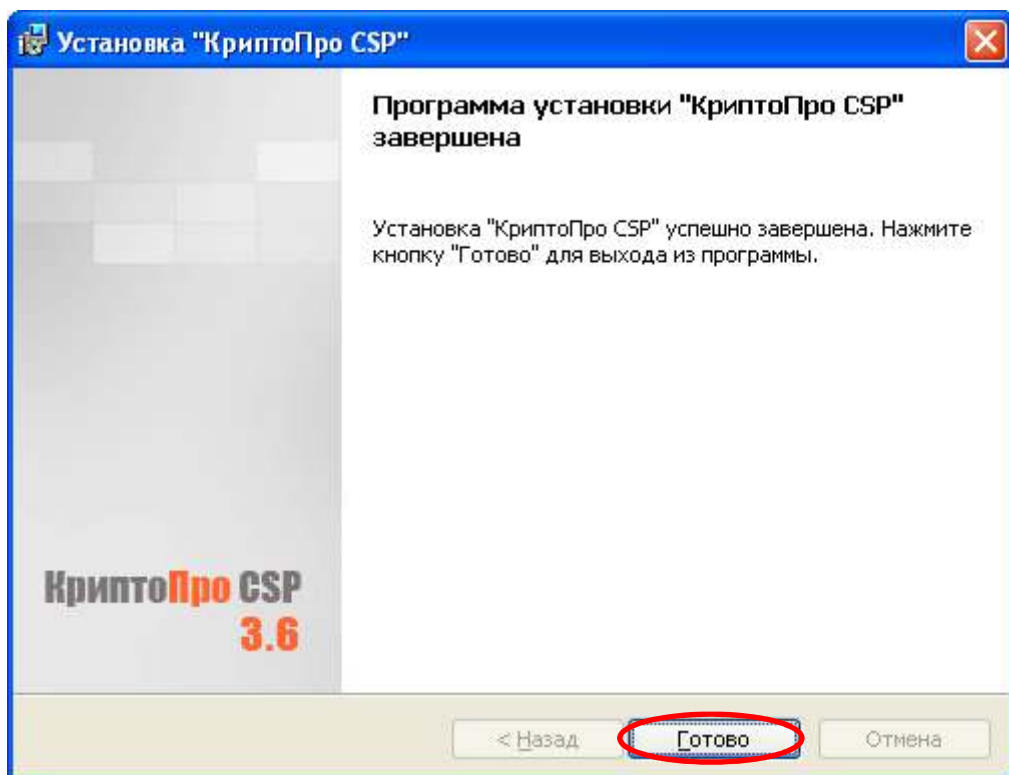 Установка "КриптоПро CSP"
Программа установки "КриптоПро CSP"
завершена
Установка "КриптоПро CSP" успешно завершена. Нажмите
кнопку "Готово" для выхода из программы.
КриптоПро CSP
3.6
< Назад
Готово
Отмена